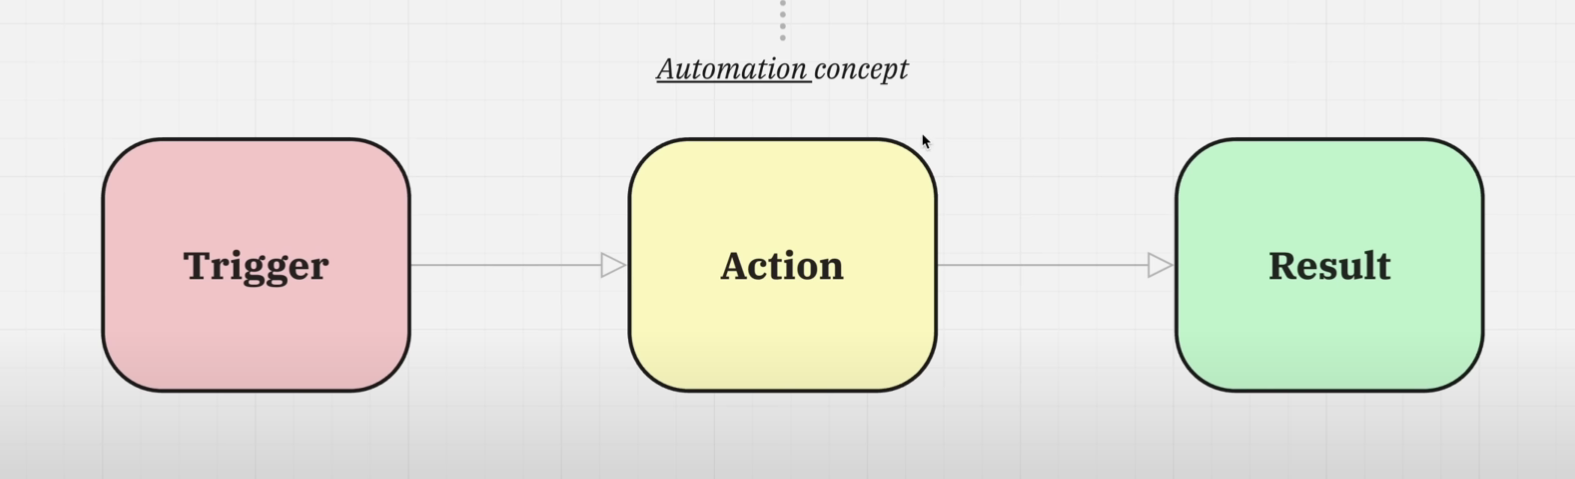 Automation concept
Trigger
Action
Result